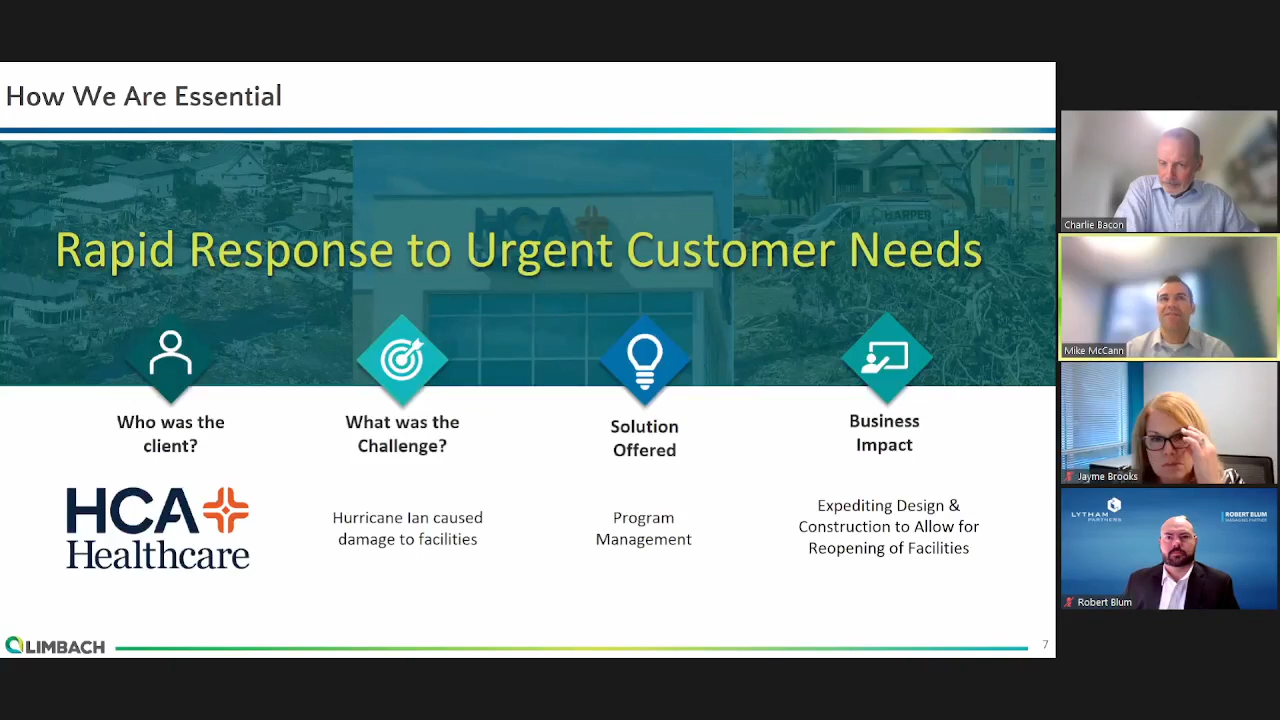 How We Are Essential
HCA
HARPER
Rapid Response to Urgent Customer Needs
Who was the
client?
What was the
Challenge?
Solution
Offered
Business
Impact
HCA
Healthcare
Hurricane Ian caused
damage to facilities
Program
Management
Expediting Design &
Construction to Allow for
Reopening of Facilities
LIMBACH
7
Charlie Bacon
Mike McCann
Jayme Brooks
LYTHAM
PARTNERS
ROBERT BLUM
MANAGING PARTNER
Robert Blum